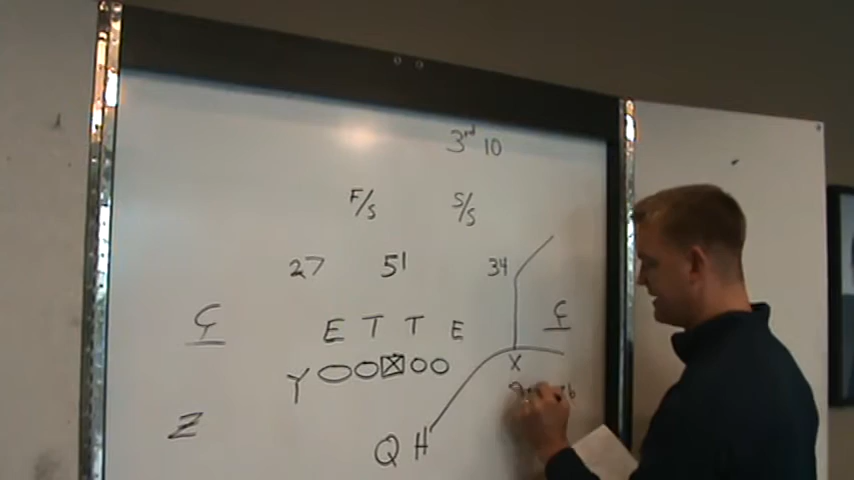 3rd 10
F/S S/S
27 51 34
C C
E T T E
Y X X
Z
Q H